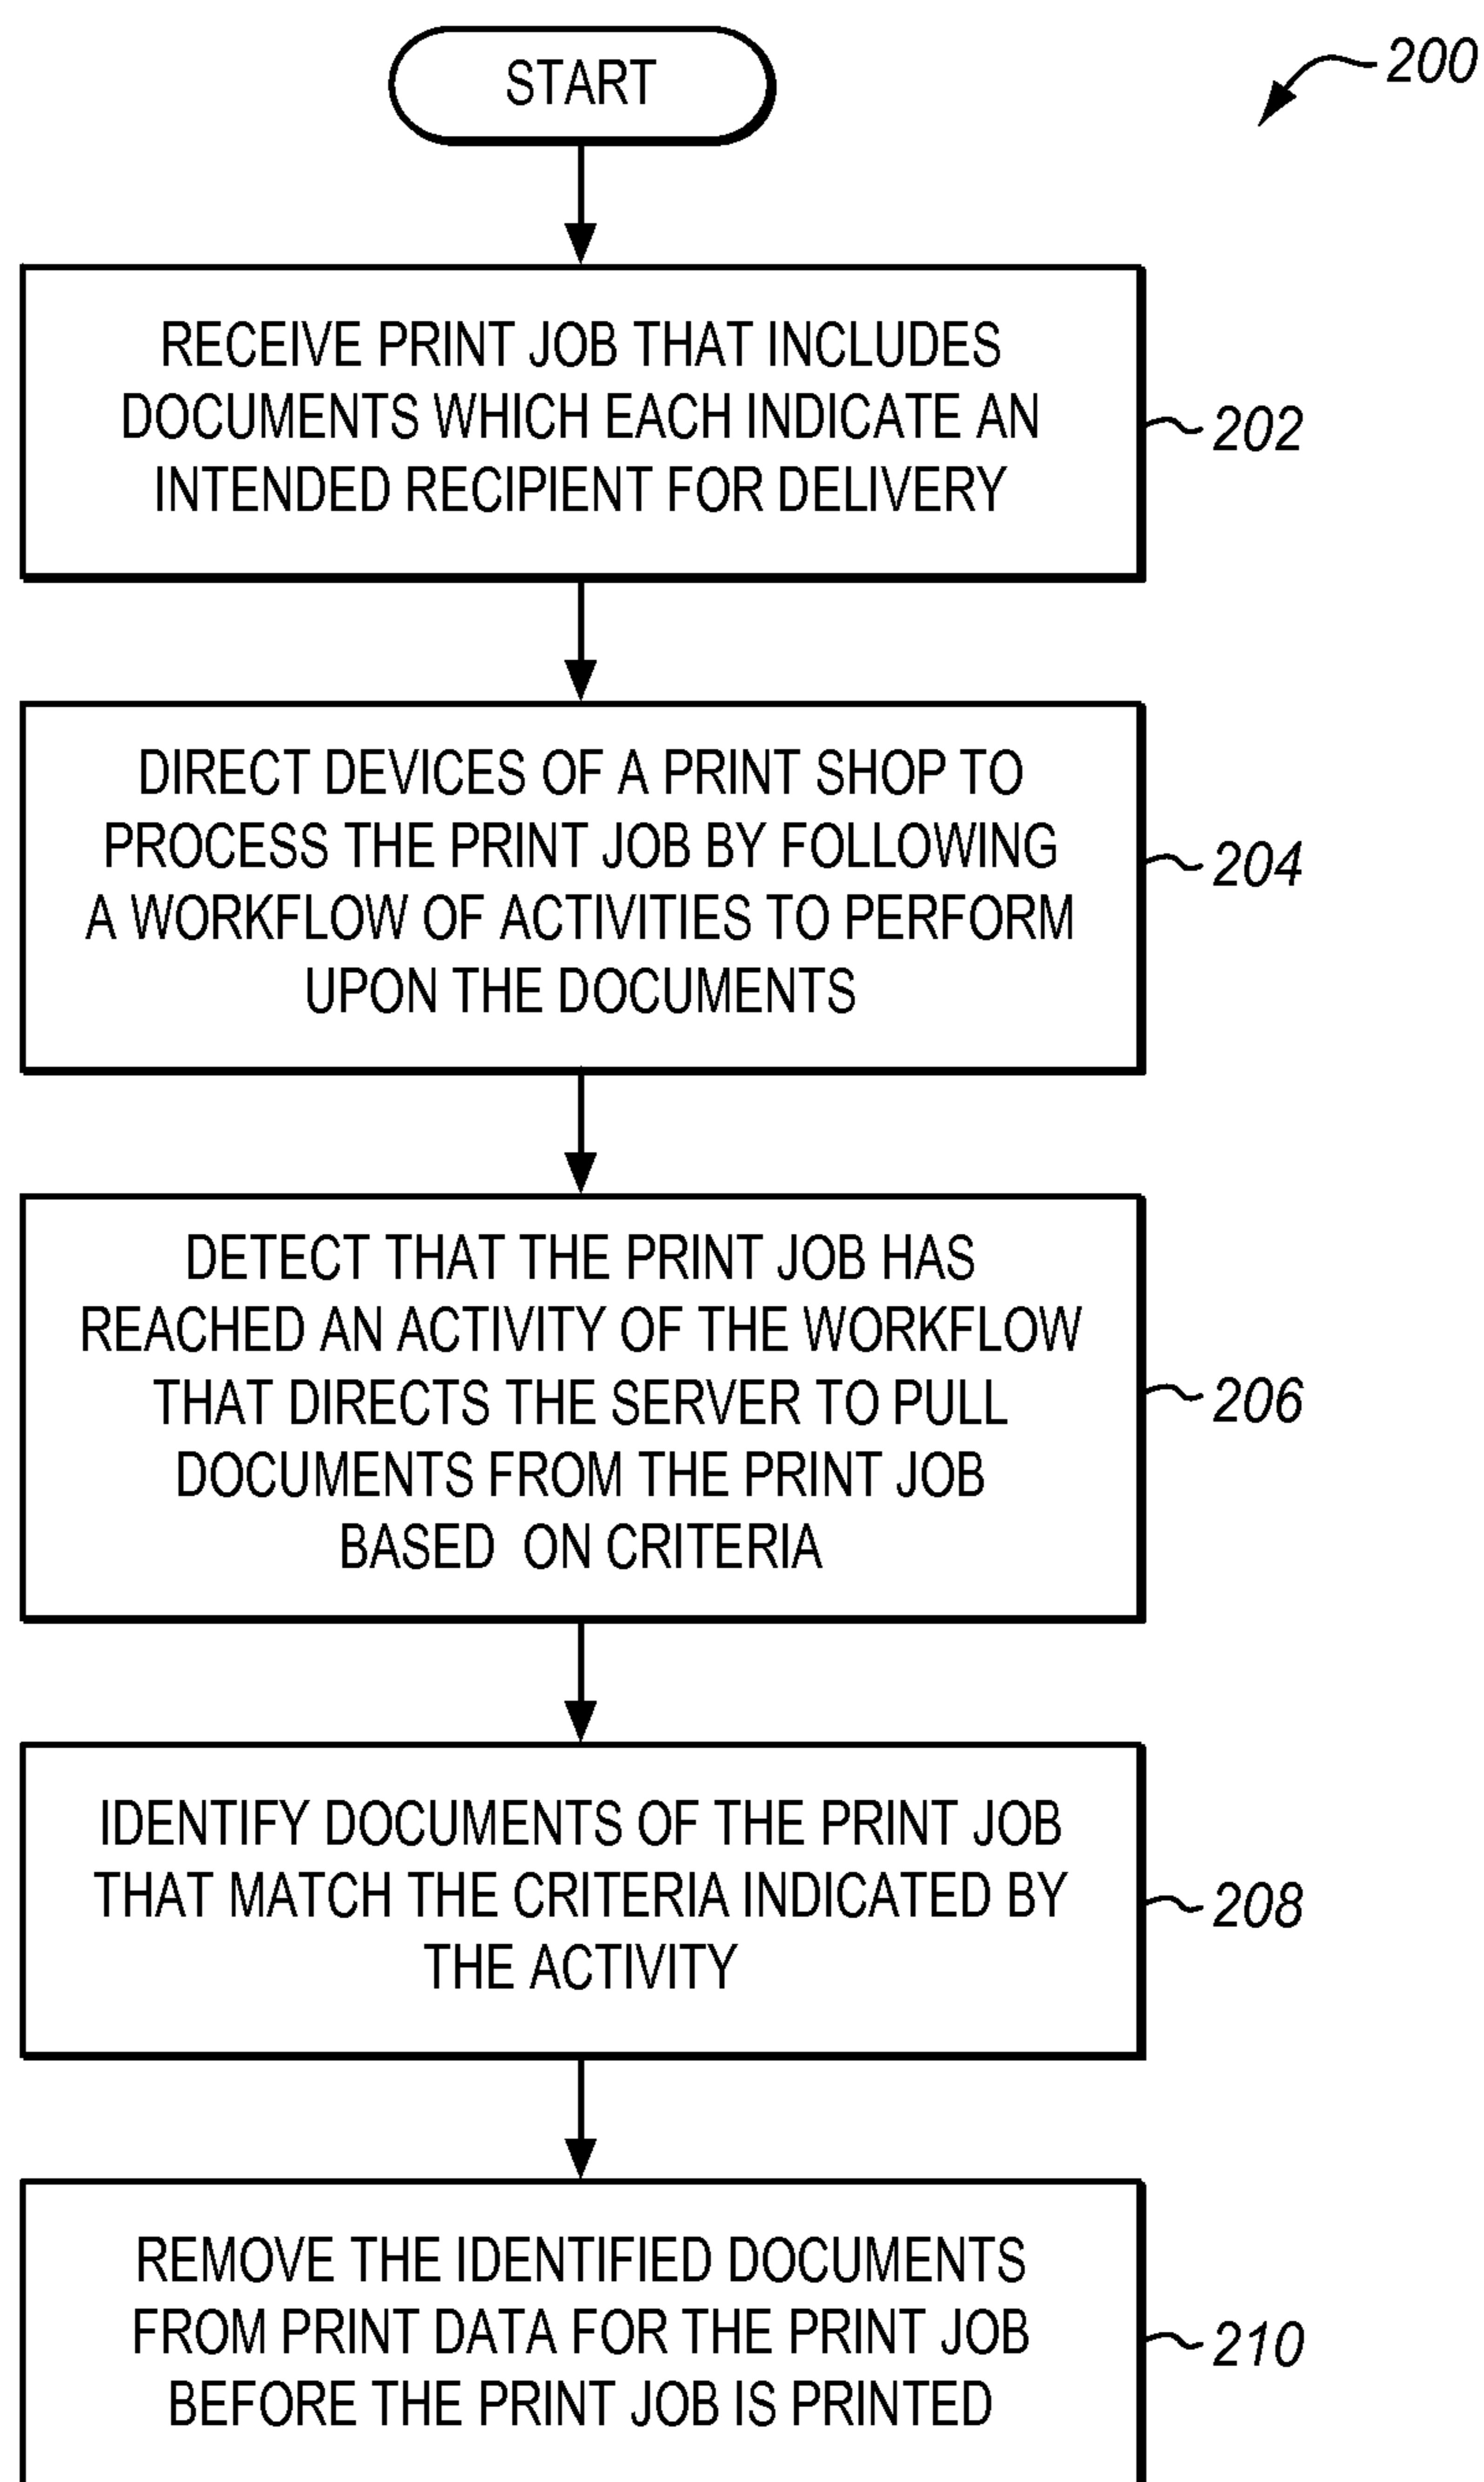 START
200
RECEIVE PRINT JOB THAT INCLUDES
DOCUMENTS WHICH EACH INDICATE AN
INTENDED RECIPIENT FOR DELIVERY
202
DIRECT DEVICES OF A PRINT SHOP TO
PROCESS THE PRINT JOB BY FOLLOWING
A WORKFLOW OF ACTIVITIES TO PERFORM
UPON THE DOCUMENTS
204
DETECT THAT THE PRINT JOB HAS
REACHED AN ACTIVITY OF THE WORKFLOW
THAT DIRECTS THE SERVER TO PULL
DOCUMENTS FROM THE PRINT JOB
BASED ON CRITERIA
206
IDENTIFY DOCUMENTS OF THE PRINT JOB
THAT MATCH THE CRITERIA INDICATED BY
THE ACTIVITY
208
REMOVE THE IDENTIFIED DOCUMENTS
FROM PRINT DATA FOR THE PRINT JOB
BEFORE THE PRINT JOB IS PRINTED
210